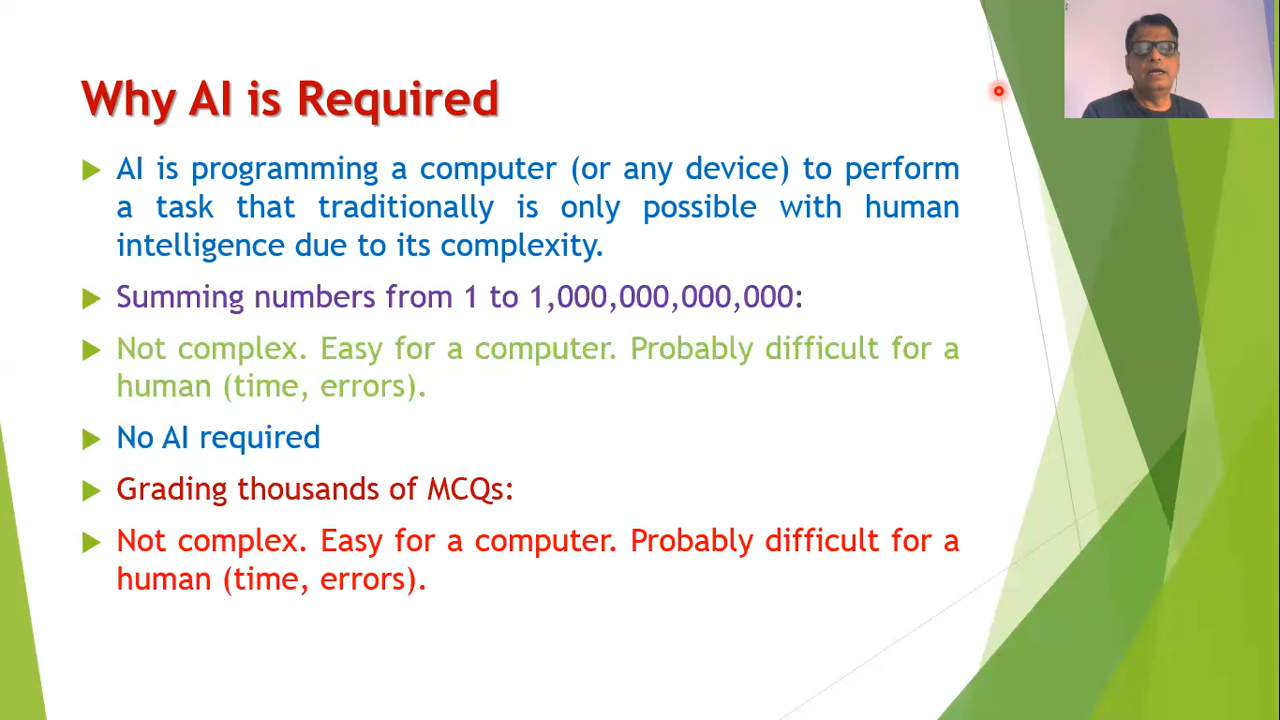 Why AI is Required
AI is programming a computer (or any device) to perform
a task that traditionally is only possible with human
intelligence due to its complexity.
Summing numbers from 1 to 1,000,000,000,000:
Not complex. Easy for a computer. Probably difficult for a
human (time, errors).
No AI required
Grading thousands of MCQs:
Not complex. Easy for a computer. Probably difficult for a
human (time, errors).